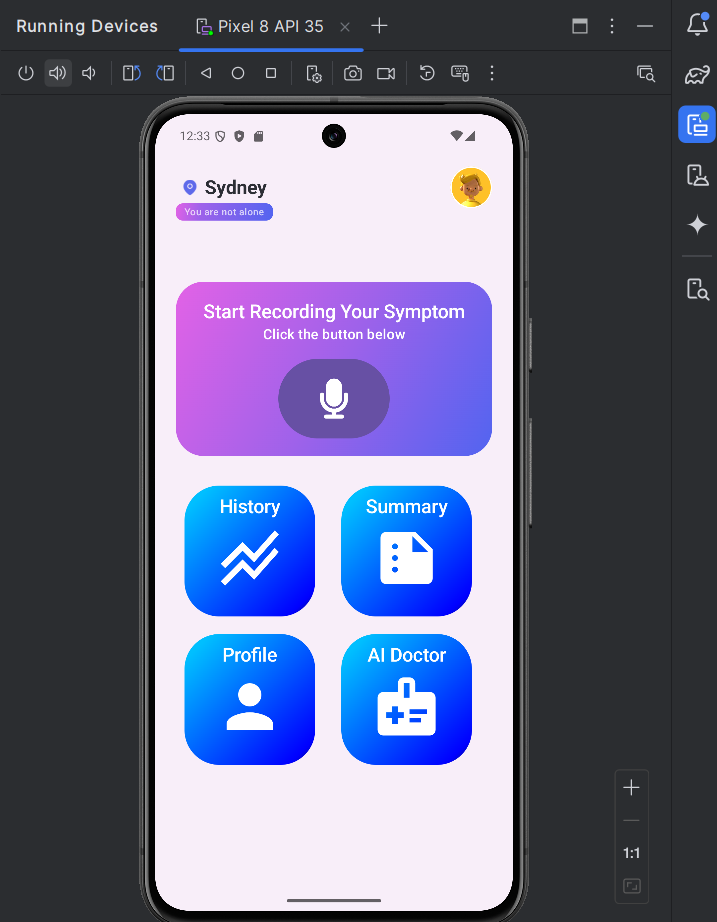 Running Devices
Pixel 8 API 35
12:33
Sydney
You are not alone
Start Recording Your Symptom
Click the button below
History
Summary
Profile
AI Doctor
1:1